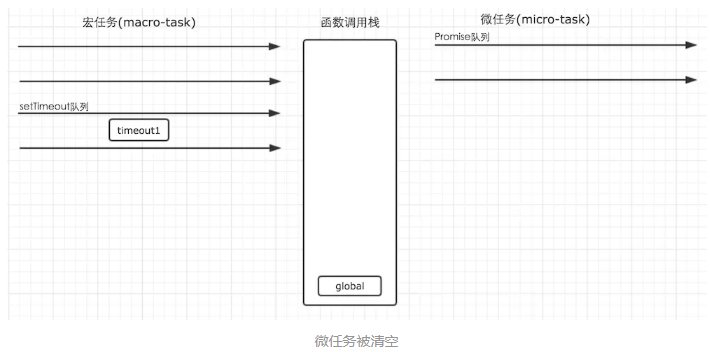 宏任务(macro-task)
函数调用栈
微任务(micro-task)
Promise队列
setTimeout队列
timeout1
global
微任务被清空